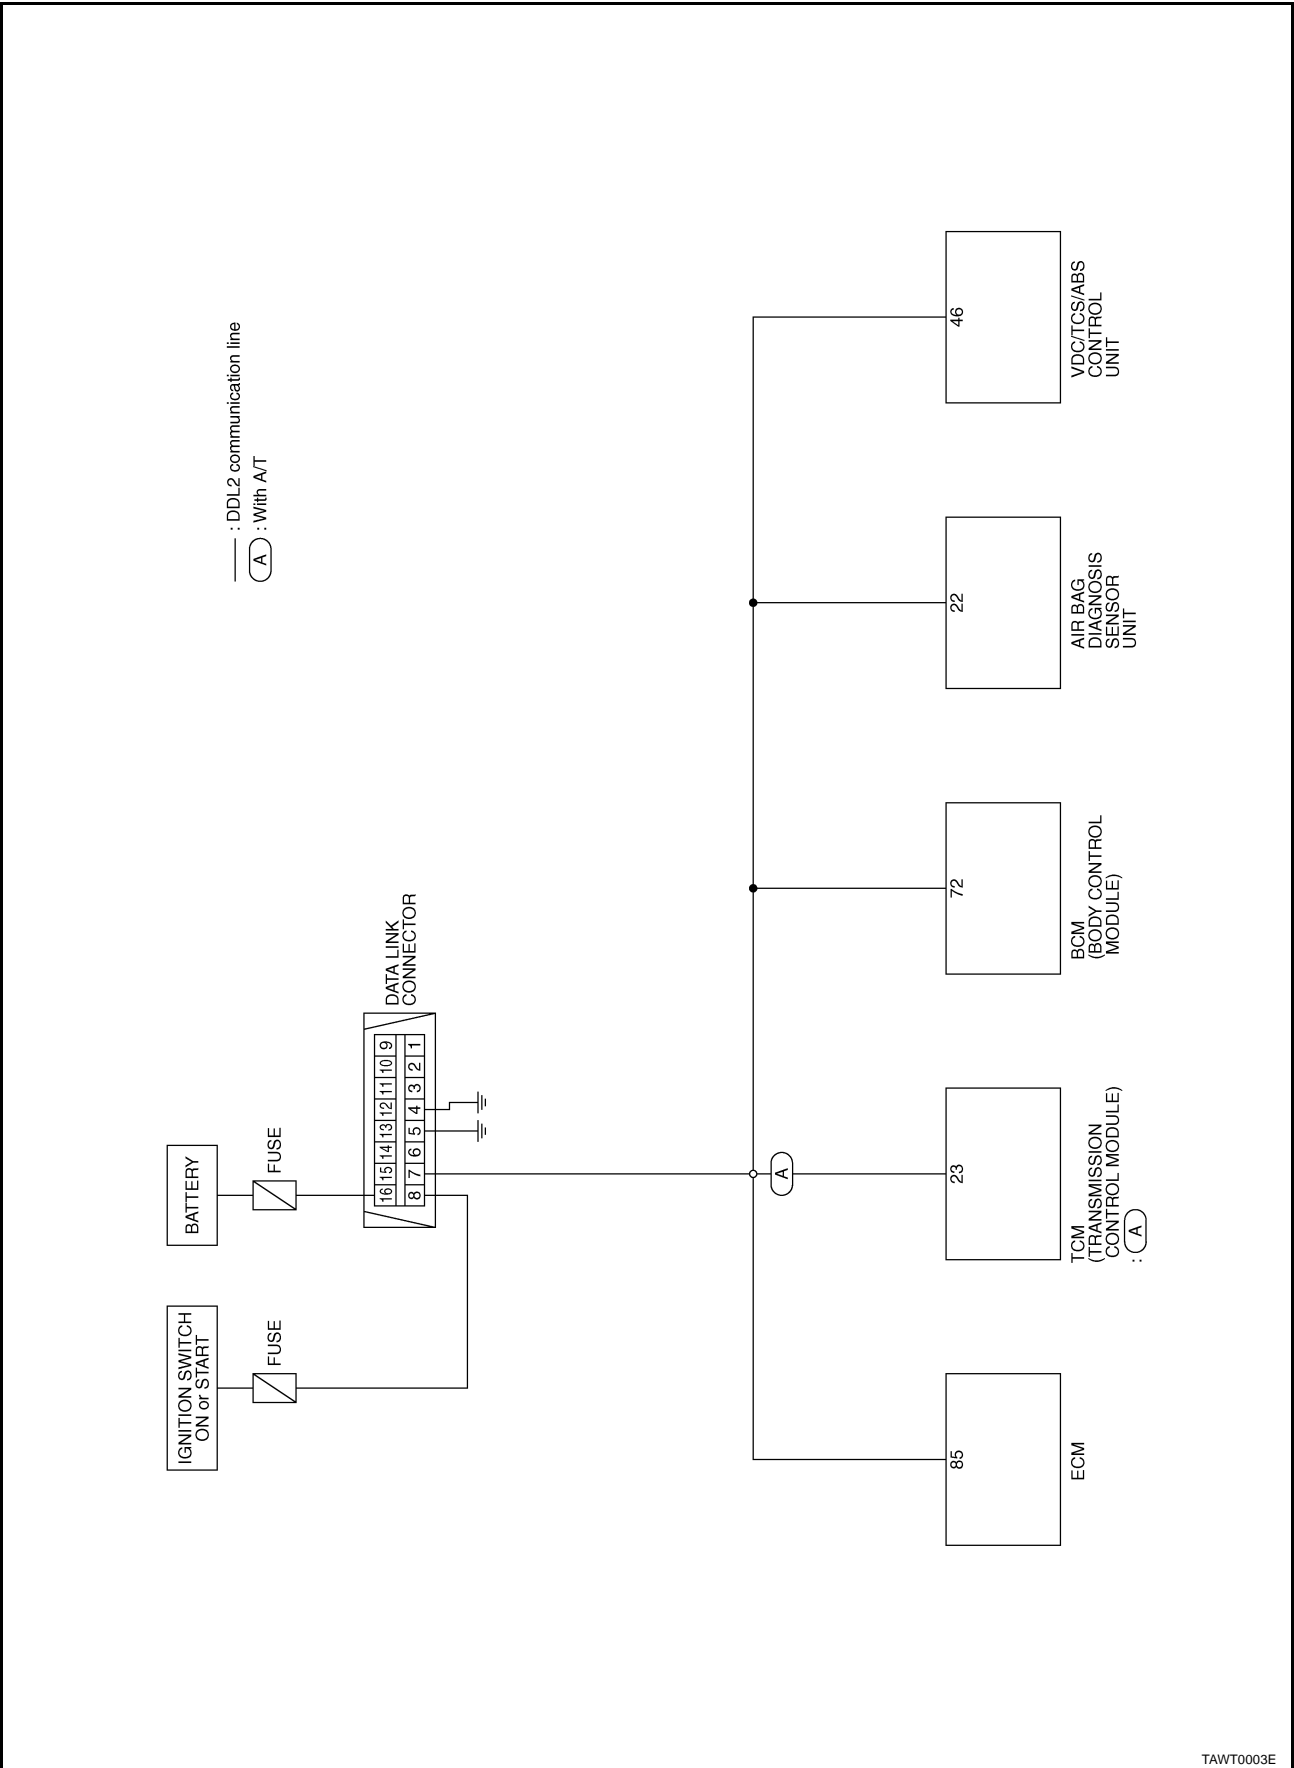 : DDL2 communication line
A : With A/T
IGNITION SWITCH
ON or START
FUSE
BATTERY
FUSE
DATA LINK
CONNECTOR
16 15 14 13 12 11 10 9
8 7 6 5 4 3 2 1
A
85
ECM
23
TCM
(TRANSMISSION
CONTROL MODULE)
: A
72
BCM
(BODY CONTROL
MODULE)
22
AIR BAG
DIAGNOSIS
SENSOR
UNIT
46
VDC/TCS/ABS
CONTROL
UNIT
TAWT0003E